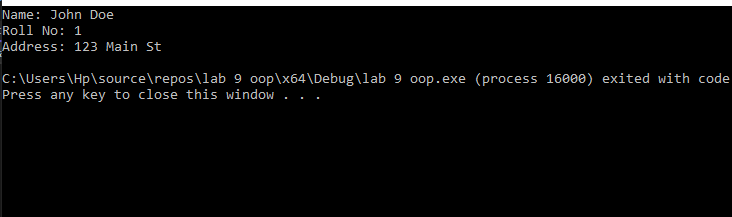 Name: John Doe
Roll No: 1
Address: 123 Main St
C:\Users\Hp\source\repos\lab 9 oop\x64\Debug\lab 9 oop.exe (process 16000) exited with code
Press any key to close this window . . .